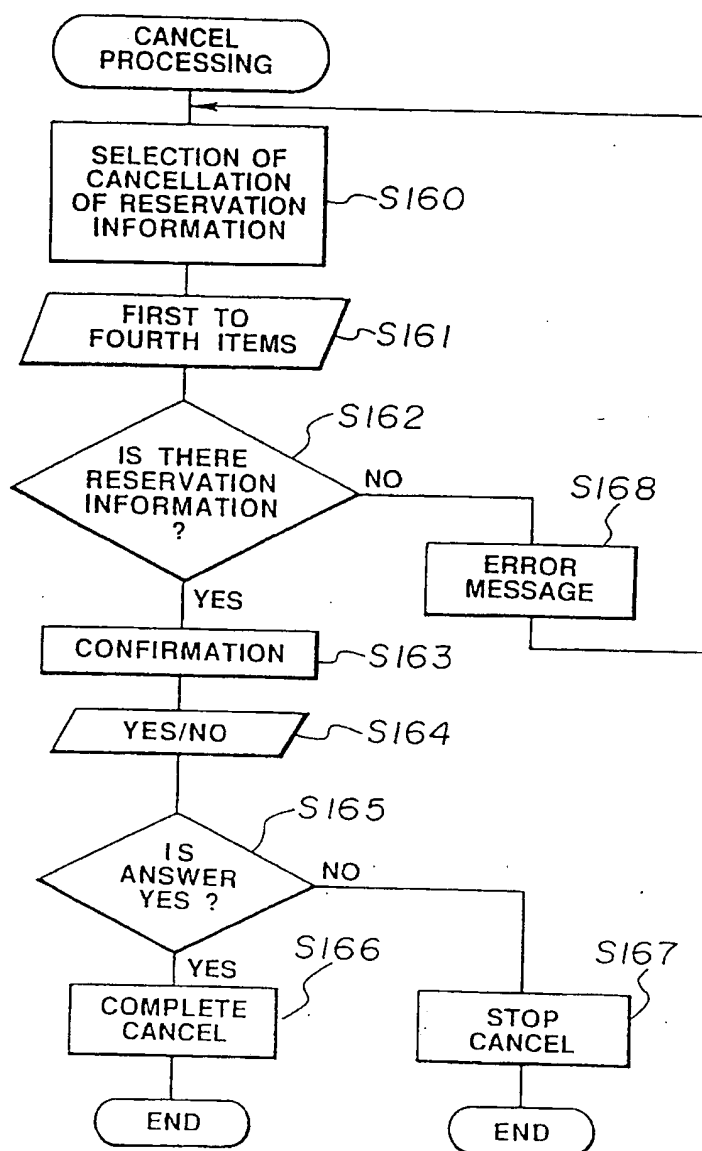 CANCEL
PROCESSING
SELECTION OF
CANCELLATION
OF RESERVATION
INFORMATION
S160
FIRST TO
FOURTH ITEMS
S161
S162
IS THERE
RESERVATION
INFORMATION
?
NO
S168
ERROR
MESSAGE
YES
CONFIRMATION
S163
YES/NO
S164
S165
IS
ANSWER
YES ?
NO
YES
S166
COMPLETE
CANCEL
S167
STOP
CANCEL
END
END